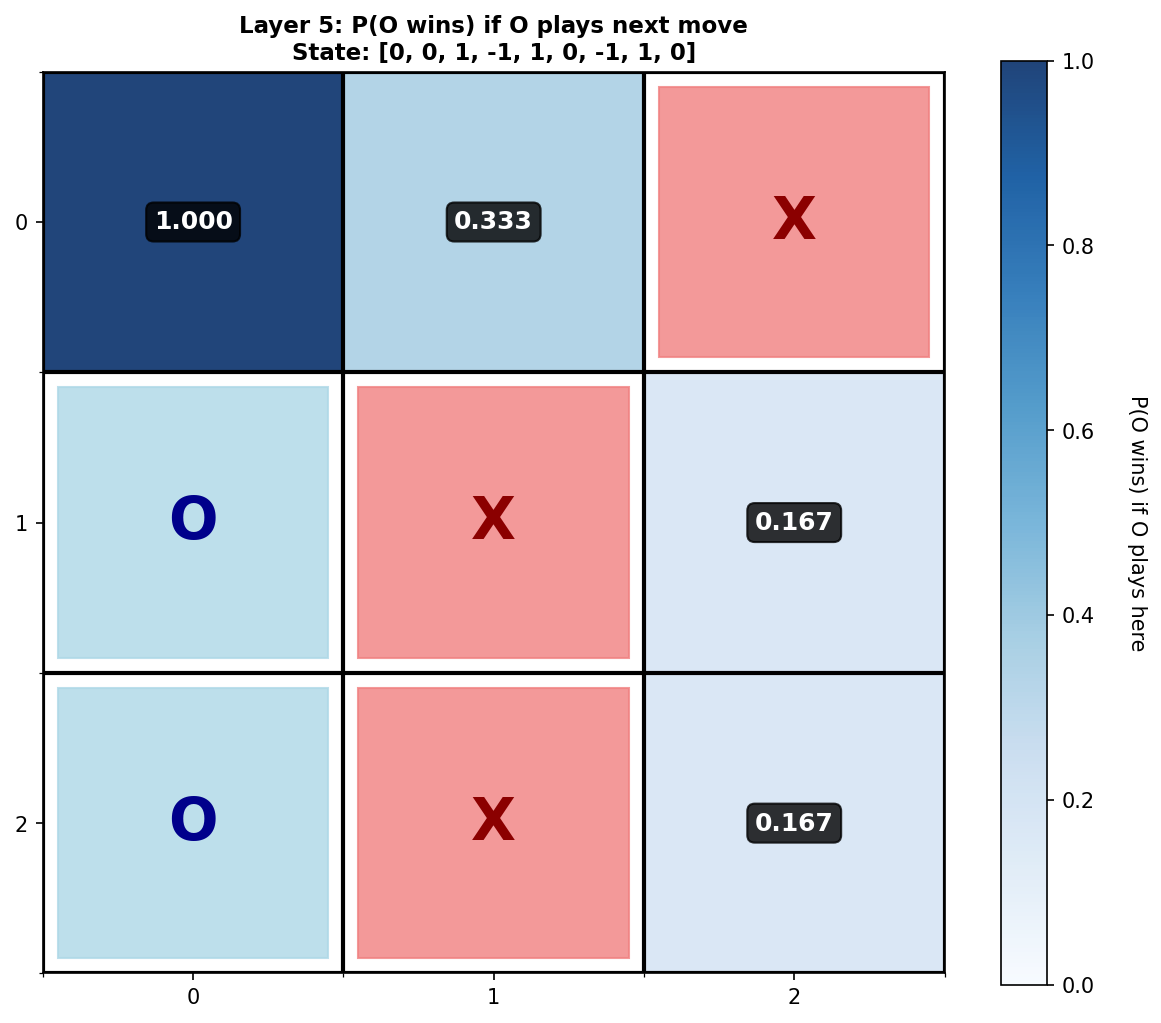 Layer 5: P(O wins) if O plays next move
State: [0, 0, 1, -1, 1, 0, -1, 1, 0]
1.0
0 1.000 0.333 X
0.8
0.6
P(O wins) if O plays here
1 O X 0.167
0.4
0.2
2 O X 0.167
0.0
0 1 2